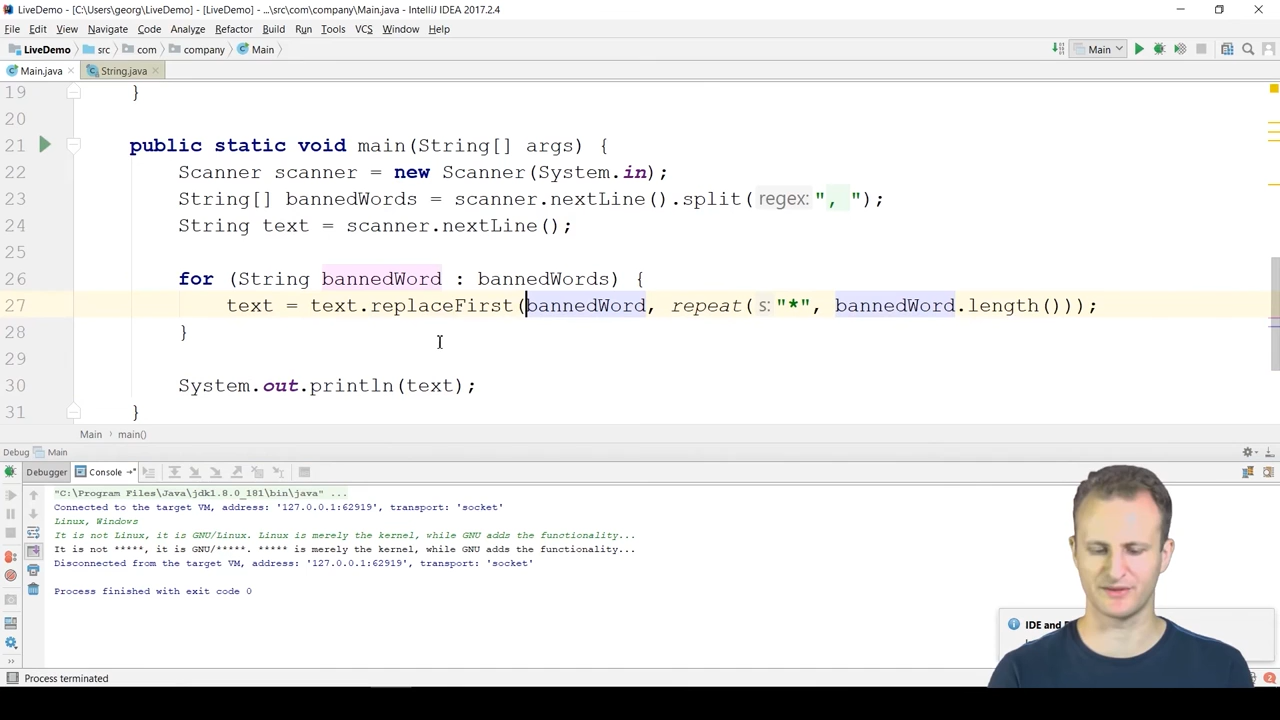 LiveDemo - [C:\Users\georg\LiveDemo] - [LiveDemo] - ...\src\com\company\Main.java - IntelliJ IDEA 2017.2.4
File Edit View Navigate Code Analyze Refactor Build Run Tools VCS Window Help
LiveDemo src com company Main Main
Main.java String.java
19 }
20
21 public static void main(String[] args) {
22 Scanner scanner = new Scanner(System.in);
23 String[] bannedWords = scanner.nextLine().split( regex: ", ");
24 String text = scanner.nextLine();
25
26 for (String bannedWord : bannedWords) {
27 text = text.replaceFirst(bannedWord, repeat( s: "*", bannedWord.length()));
28 }
29
30 System.out.println(text);
31 }
Main main()
Debug Main
Debugger Console
"C:\Program Files\Java\jdk1.8.0_181\bin\java" ...
Connected to the target VM, address: '127.0.0.1:62919', transport: 'socket'
Linux, Windows
It is not Linux, it is GNU/Linux. Linux is merely the kernel, while GNU adds the functionality...
It is not *****, it is GNU/*****. ***** is merely the kernel, while GNU adds the functionality...
Disconnected from the target VM, address: '127.0.0.1:62919', transport: 'socket'
Process finished with exit code 0
IDE and
Process terminated 2